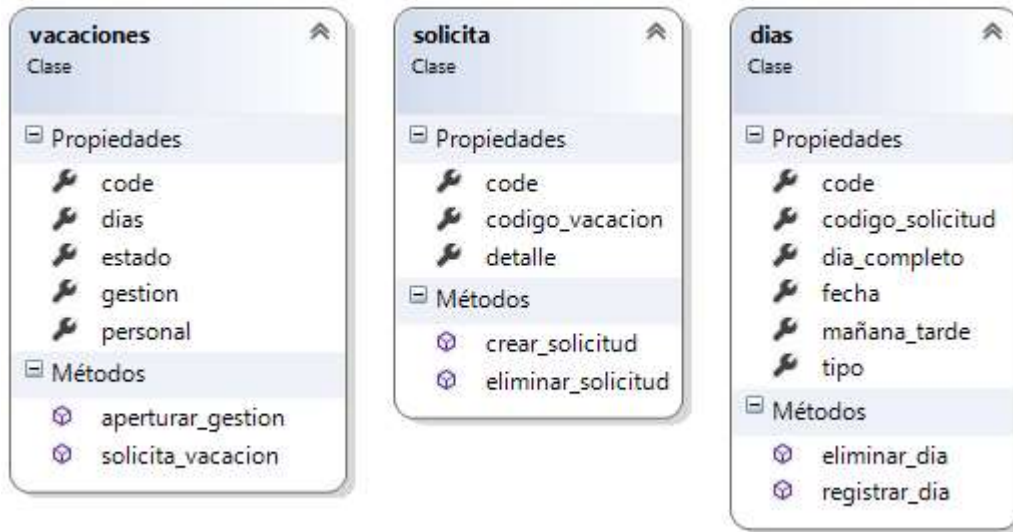 vacaciones
Clase
Propiedades
code
dias
estado
gestion
personal
Métodos
aperturar_gestion
solicita_vacacion
solicita
Clase
Propiedades
code
codigo_vacacion
detalle
Métodos
crear_solicitud
eliminar_solicitud
dias
Clase
Propiedades
code
codigo_solicitud
dia_completo
fecha
mañana_tarde
tipo
Métodos
eliminar_dia
registrar_dia